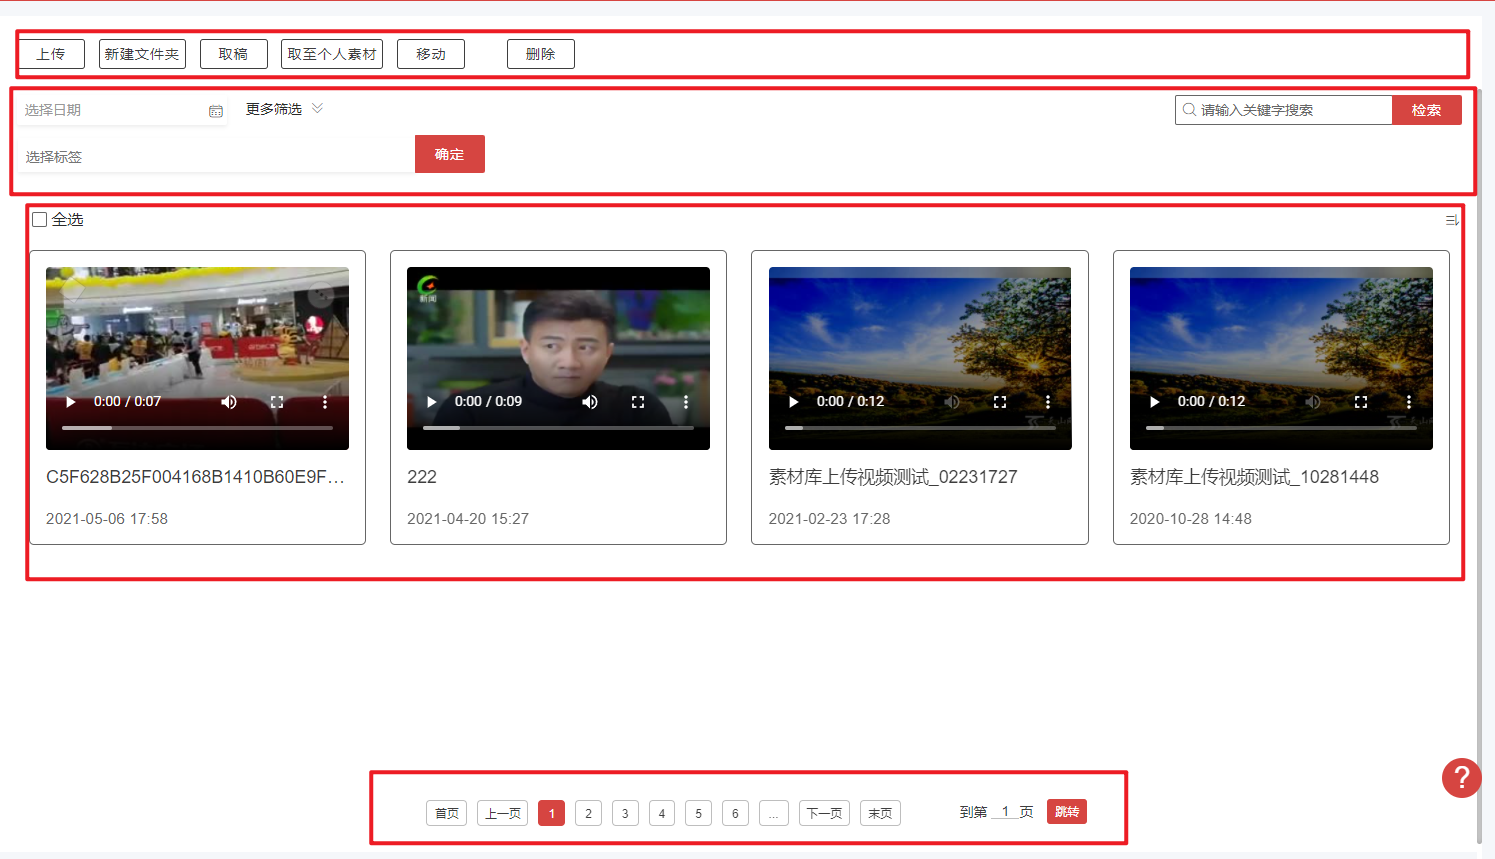 上传 新建文件夹 取稿 取至个人素材 移动 删除
选择日期 更多筛选 请输入关键字搜索 检索
选择标签 确定
全选
新闻
0:00 / 0:07 0:00 / 0:09 0:00 / 0:12 0:00 / 0:12
C5F628B25F004168B1410B60E9F... 222 素材库上传视频测试_02231727 素材库上传视频测试_10281448
2021-05-06 17:58 2021-04-20 15:27 2021-02-23 17:28 2020-10-28 14:48
?
首页 上一页 1 2 3 4 5 6 ... 下一页 末页 到第 1 页 跳转